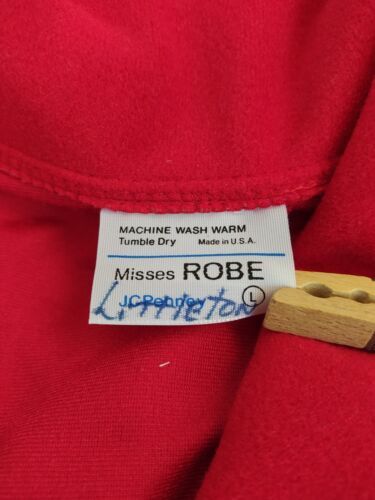 MACHINE WASH WARM
Tumble Dry Made in U.S.A.
Misses ROBE
JCPenney L
LITTLETON